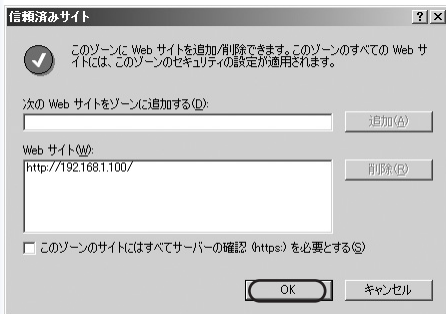 信頼済みサイト
このゾーンに Web サイトを追加/削除できます。このゾーンのすべての Web サ
イトには、このゾーンのセキュリティの設定が適用されます。
次の Web サイトをゾーンに追加する(D):
追加(A)
Web サイト(W):
http://192.168.1.100/
削除(R)
このゾーンのサイトにはすべてサーバーの確認 (https:) を必要とする(S)
OK
キャンセル